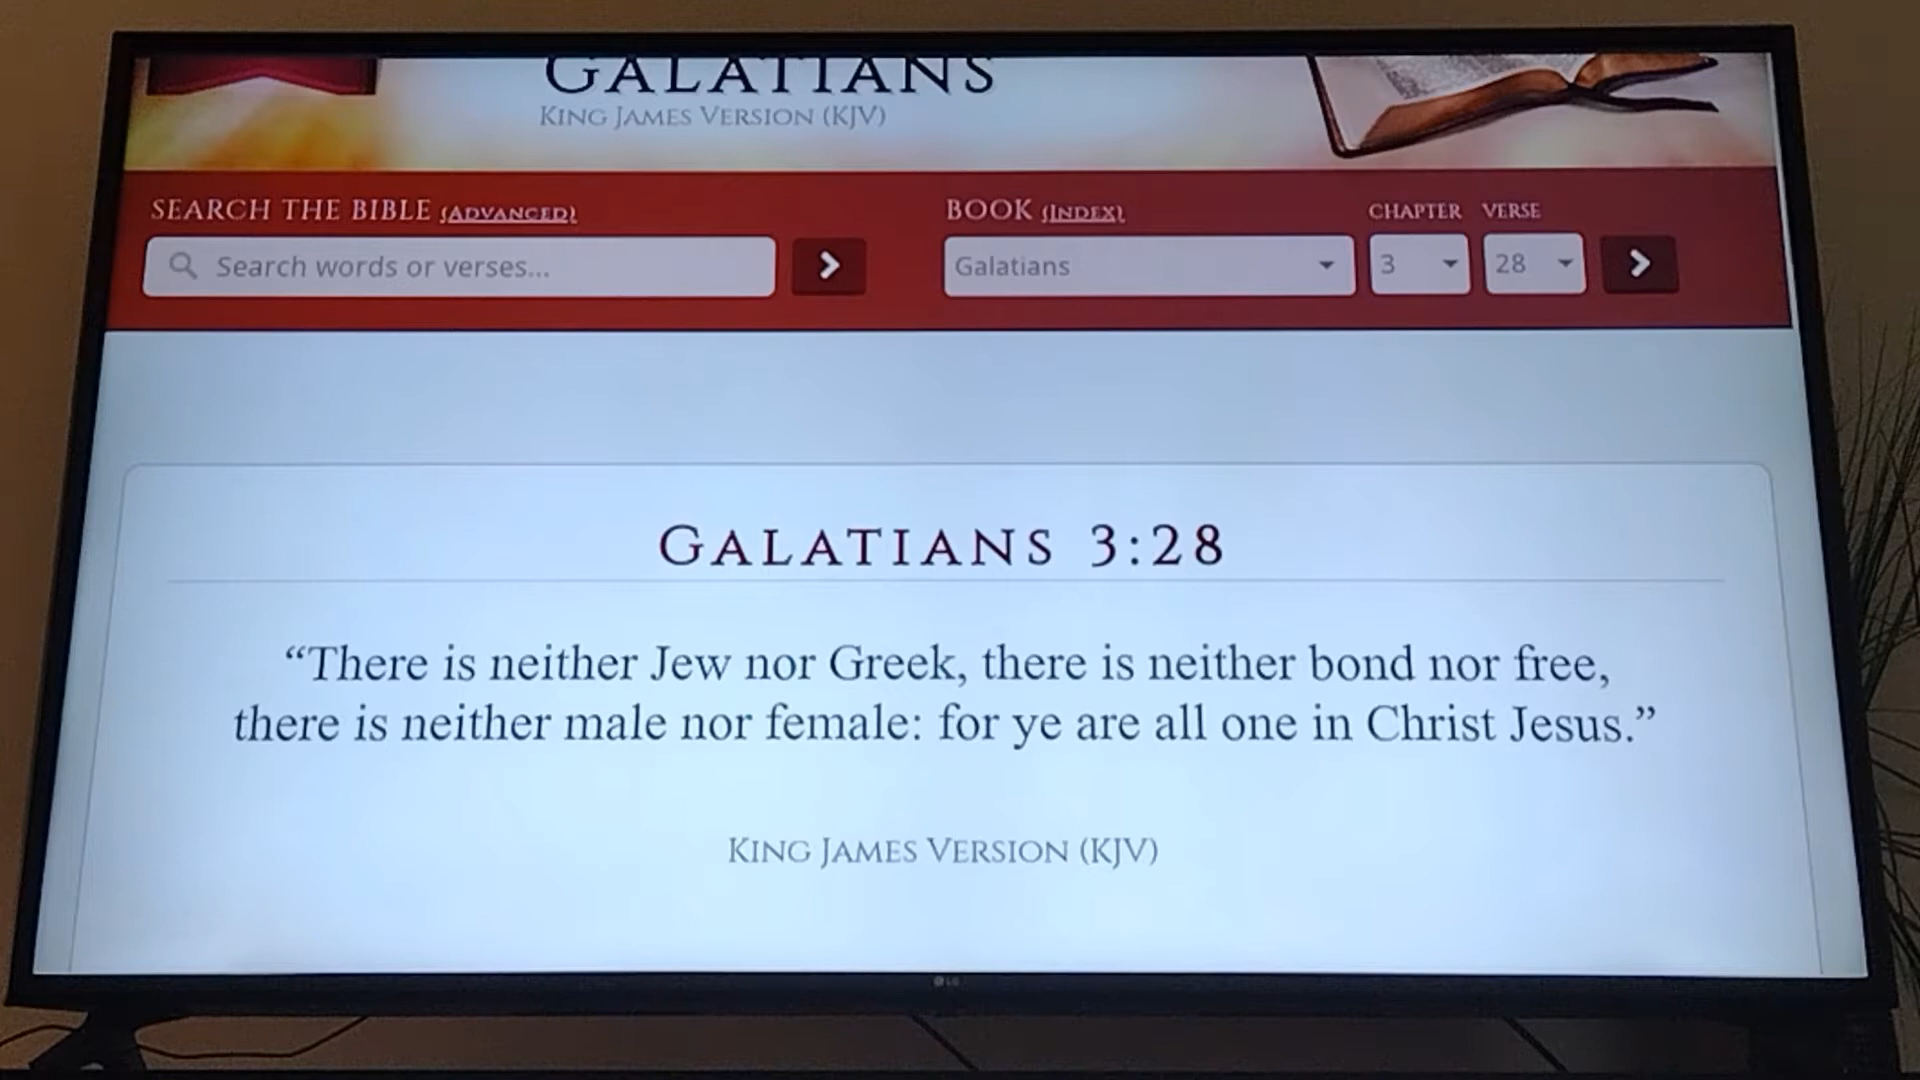 GALATIANS
KING JAMES VERSION (KJV)
SEARCH THE BIBLE (ADVANCED)
BOOK (INDEX)
CHAPTER VERSE
Search words or verses...
Galatians
3
28
GALATIANS 3:28
“There is neither Jew nor Greek, there is neither bond nor free,
there is neither male nor female: for ye are all one in Christ Jesus.”
KING JAMES VERSION (KJV)
LG